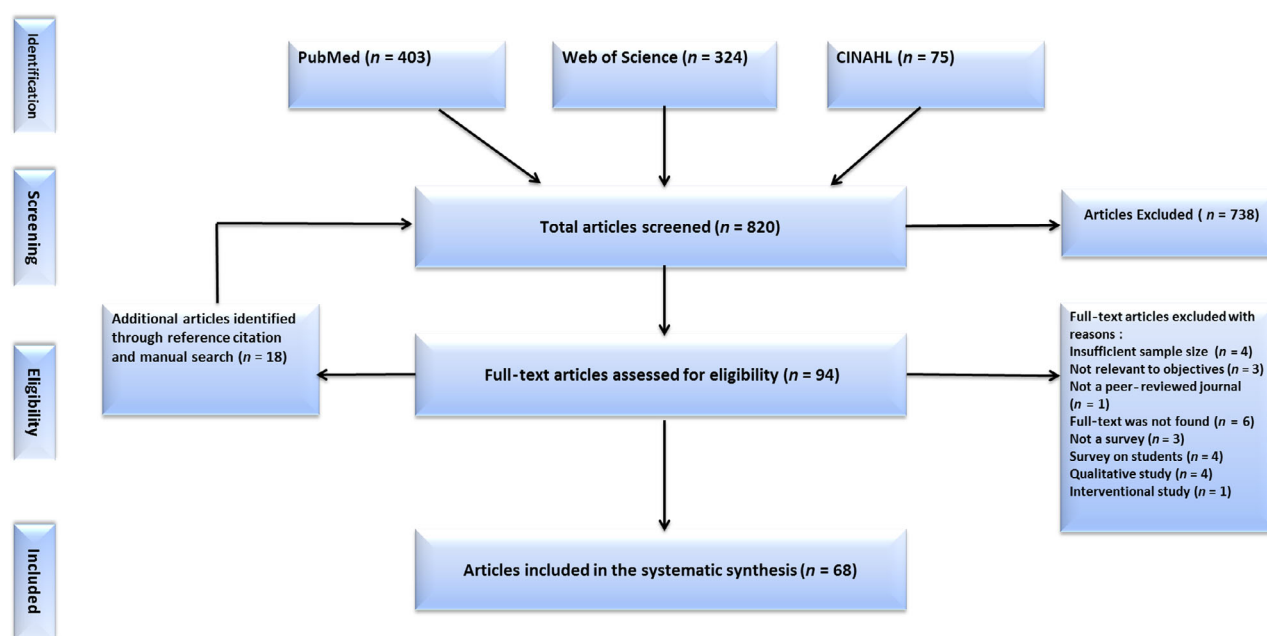 Identification
PubMed (n = 403)
Web of Science (n = 324)
CINAHL (n = 75)
Screening
Total articles screened (n = 820)
Articles Excluded ( n = 738)
Additional articles identified
through reference citation
and manual search (n = 18)
Eligibility
Full-text articles assessed for eligibility (n = 94)
Full-text articles excluded with
reasons :
Insufficient sample size (n = 4)
Not relevant to objectives (n = 3)
Not a peer-reviewed journal
(n = 1)
Full-text was not found (n = 6)
Not a survey (n = 3)
Survey on students (n = 4)
Qualitative study (n = 4)
Interventional study (n = 1)
Included
Articles included in the systematic synthesis (n = 68)